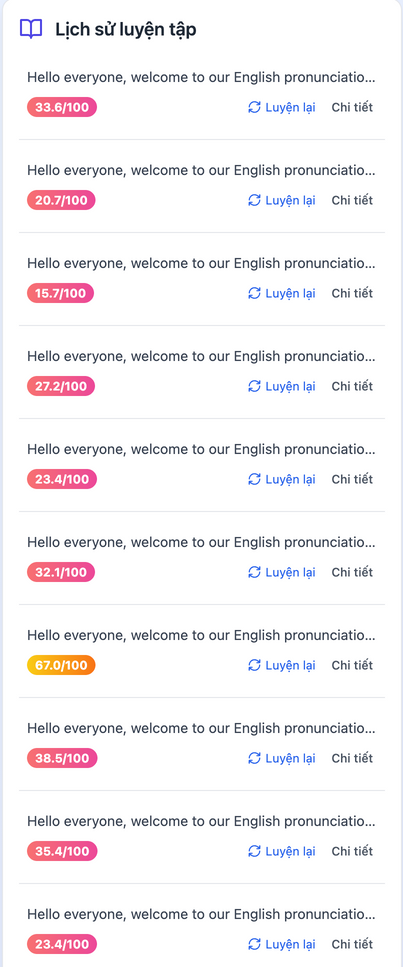 Lịch sử luyện tập
Hello everyone, welcome to our English pronunciatio...
33.6/100 Luyện lại Chi tiết
Hello everyone, welcome to our English pronunciatio...
20.7/100 Luyện lại Chi tiết
Hello everyone, welcome to our English pronunciatio...
15.7/100 Luyện lại Chi tiết
Hello everyone, welcome to our English pronunciatio...
27.2/100 Luyện lại Chi tiết
Hello everyone, welcome to our English pronunciatio...
23.4/100 Luyện lại Chi tiết
Hello everyone, welcome to our English pronunciatio...
32.1/100 Luyện lại Chi tiết
Hello everyone, welcome to our English pronunciatio...
67.0/100 Luyện lại Chi tiết
Hello everyone, welcome to our English pronunciatio...
38.5/100 Luyện lại Chi tiết
Hello everyone, welcome to our English pronunciatio...
35.4/100 Luyện lại Chi tiết
Hello everyone, welcome to our English pronunciatio...
23.4/100 Luyện lại Chi tiết